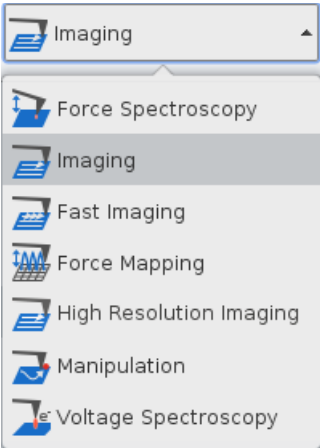 Imaging
Force Spectroscopy
Imaging
Fast Imaging
Force Mapping
High Resolution Imaging
Manipulation
e- Voltage Spectroscopy